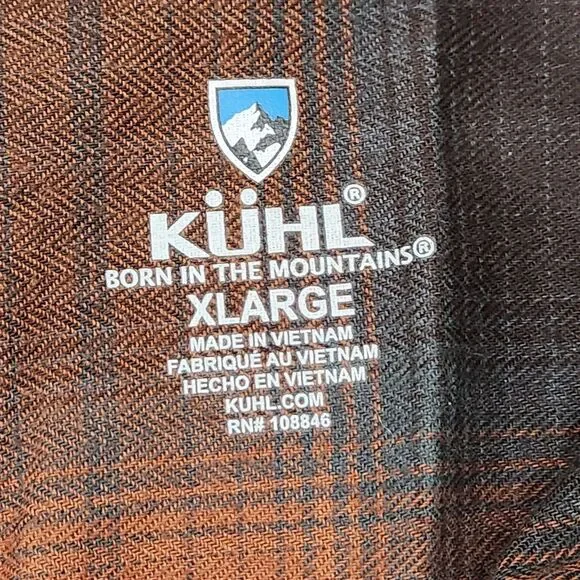 KÜHL®
BORN IN THE MOUNTAINS®
XLARGE
MADE IN VIETNAM
FABRIQUÉ AU VIETNAM
HECHO EN VIETNAM
KUHL.COM
RN# 108846